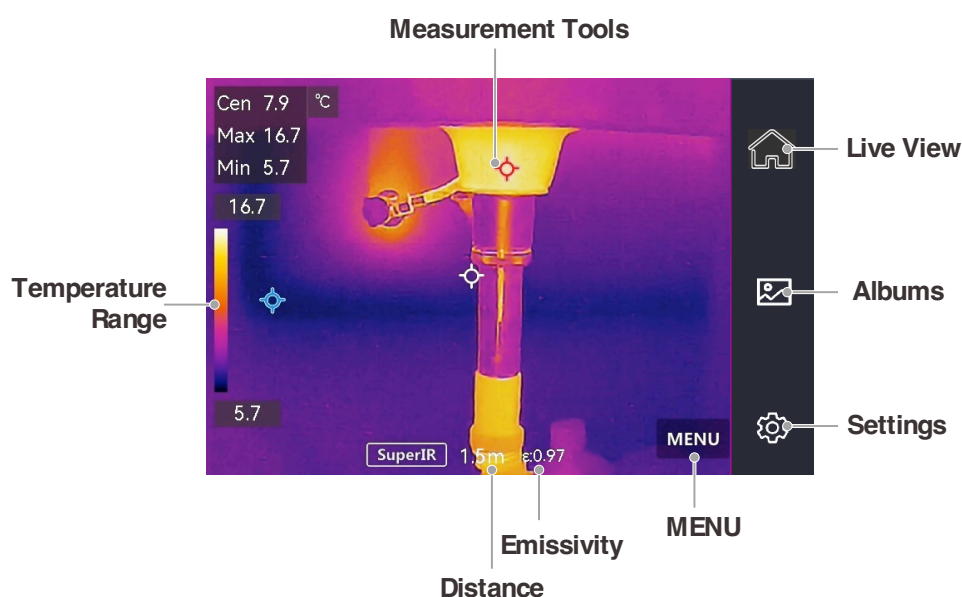 Measurement Tools
Cen 7.9 °C
Max 16.7
Min 5.7
16.7
Live View
Temperature
Range
Albums
5.7
Settings
MENU
SuperIR 1.5m ε:0.97
MENU
Emissivity
Distance